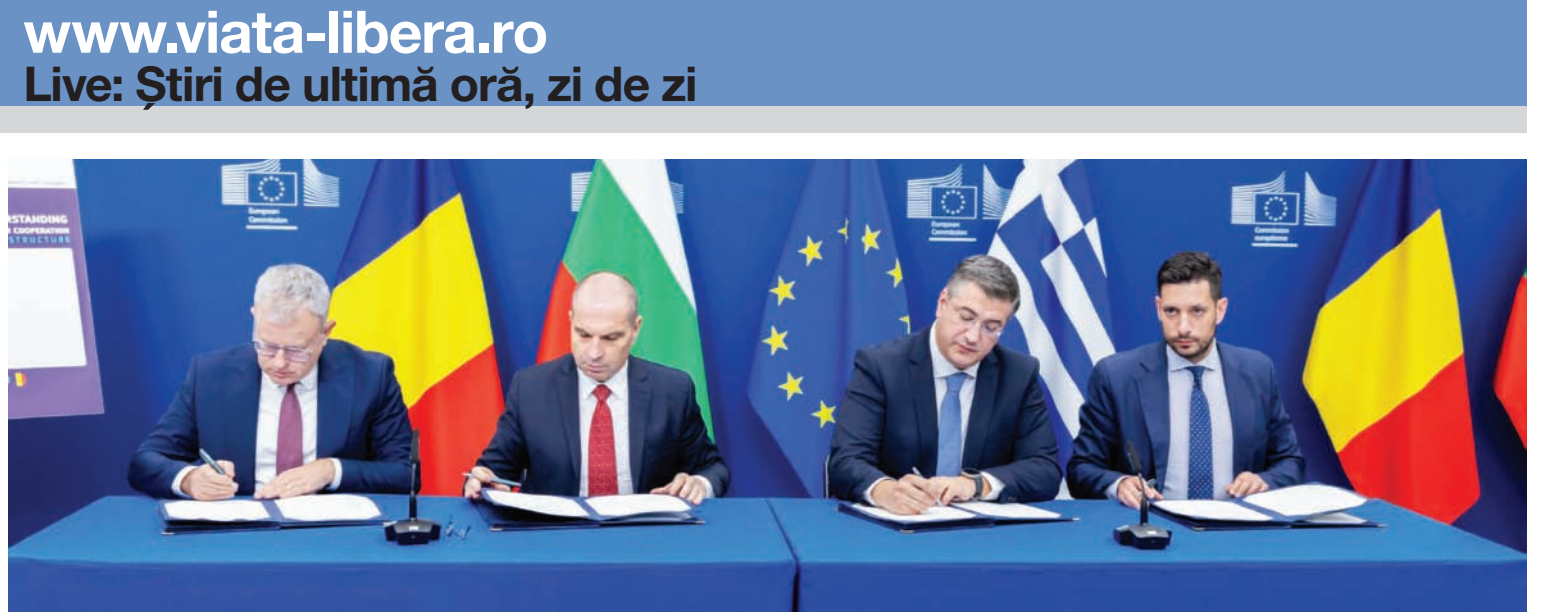 www.viata-libera.ro
Live: Știri de ultimă oră, zi de zi
RSTANDING
R COOPERATION
STRUCTURE
European
Commission
European
Commission
Commission
européenne